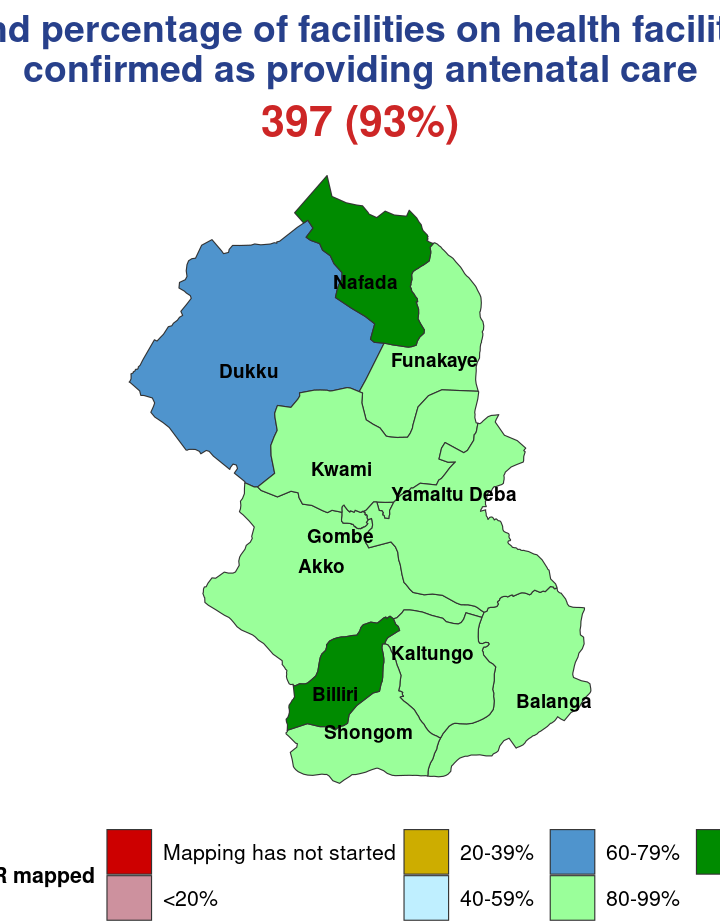 nd percentage of facilities on health facilit
confirmed as providing antenatal care
397 (93%)
Nafada
Funakaye
Dukku
Kwami
Yamaltu Deba
Gombe
Akko
Kaltungo
Billiri
Balanga
Shongom
R mapped
Mapping has not started
20-39%
60-79%
<20%
40-59%
80-99%